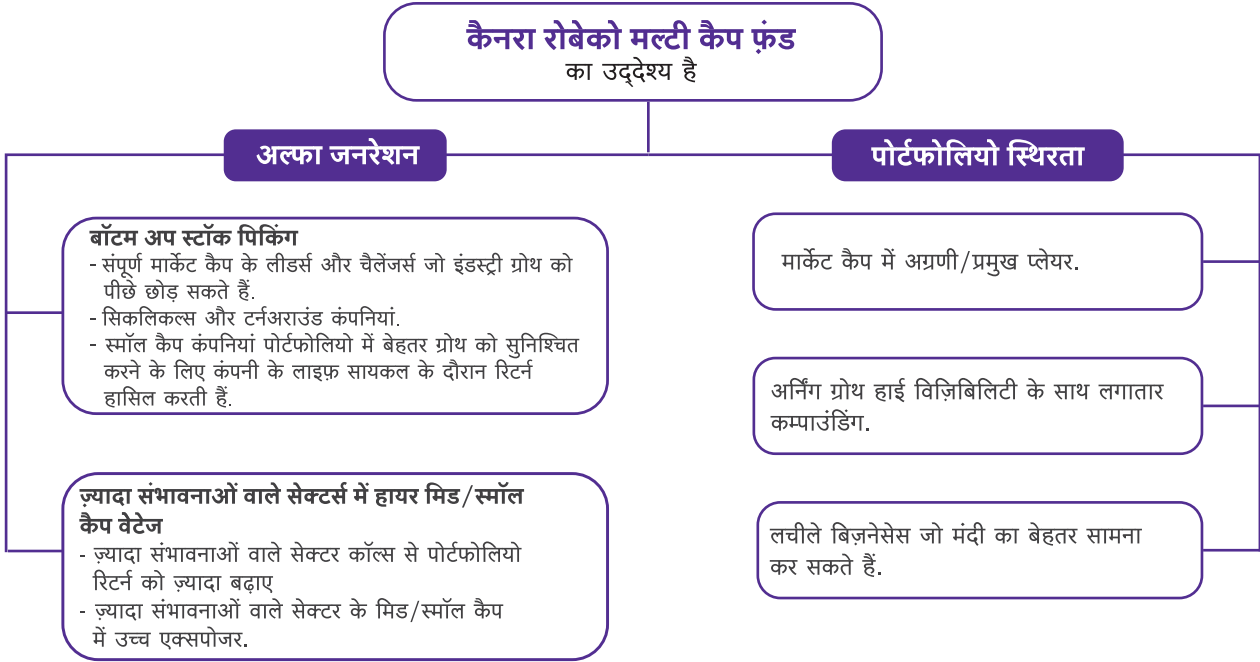 कैनरा रोबेको मल्टी कैप फ़ंड
का उद्देश्य है
अल्फा जनरेशन
बॉटम अप स्टॉक पिकिंग
- संपूर्ण मार्केट कैप के लीडर्स और चैलेंजर्स जो इंडस्ट्री ग्रोथ को
पीछे छोड़ सकते हैं.
- सिकलिकल्स और टर्नअराउंड कंपनियां.
- स्मॉल कैप कंपनियां पोर्टफोलियो में बेहतर ग्रोथ को सुनिश्चित
करने के लिए कंपनी के लाइफ़ सायकल के दौरान रिटर्न
हासिल करती हैं.
ज़्यादा संभावनाओं वाले सेक्टर्स में हायर मिड/स्मॉल
कैप वेटेज
- ज़्यादा संभावनाओं वाले सेक्टर कॉल्स से पोर्टफोलियो
रिटर्न को ज़्यादा बढ़ाए
- ज़्यादा संभावनाओं वाले सेक्टर के मिड/स्मॉल कैप
में उच्च एक्सपोजर.
पोर्टफोलियो स्थिरता
मार्केट कैप में अग्रणी/प्रमुख प्लेयर.
अर्निंग ग्रोथ हाई विज़िबिलिटी के साथ लगातार
कम्पाउंडिंग.
लचीले बिज़नेसेस जो मंदी का बेहतर सामना
कर सकते हैं.